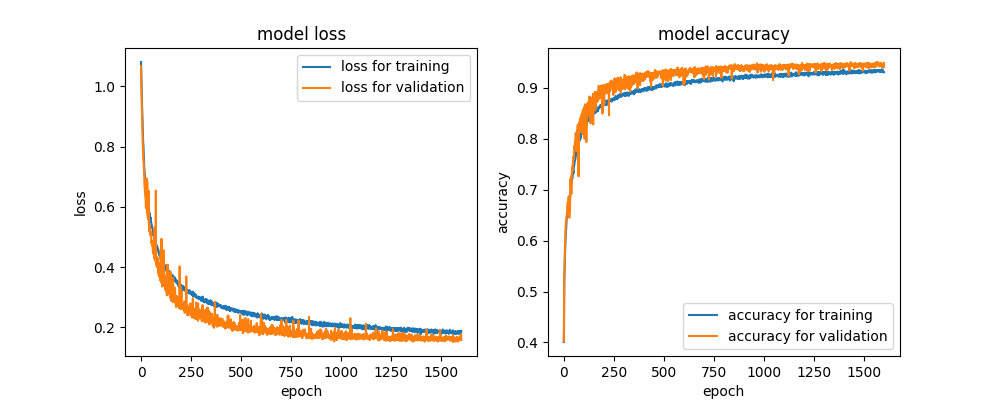 model loss
loss for training
loss for validation
1.0
0.8
0.6
0.4
0.2
loss
0
250
500
750
1000
1250
1500
epoch
model accuracy
0.9
0.8
0.7
0.6
0.5
0.4
accuracy
accuracy for training
accuracy for validation
0
250
500
750
1000
1250
1500
epoch